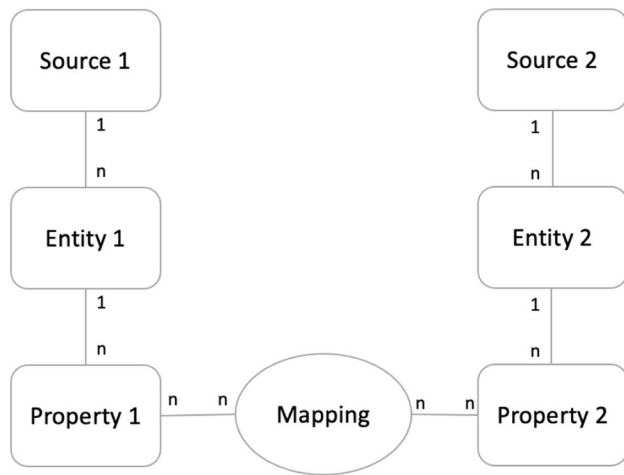 Source 1
Source 2
1
1
n
n
Entity 1
Entity 2
1
1
n
n
Property 1
n
n
Mapping
n
n
Property 2